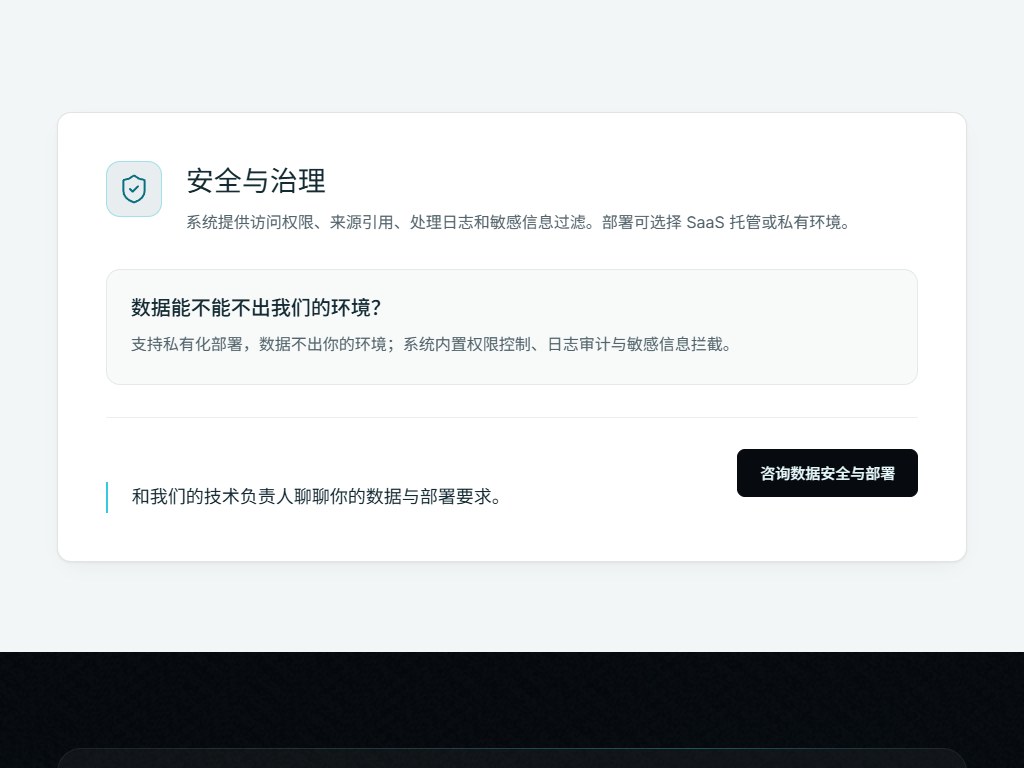 安全与治理
系统提供访问权限、来源引用、处理日志和敏感信息过滤。部署可选择 SaaS 托管或私有环境。
数据能不能不出我们的环境？
支持私有化部署，数据不出你的环境；系统内置权限控制、日志审计与敏感信息拦截。
咨询数据安全与部署
和我们的技术负责人聊聊你的数据与部署要求。